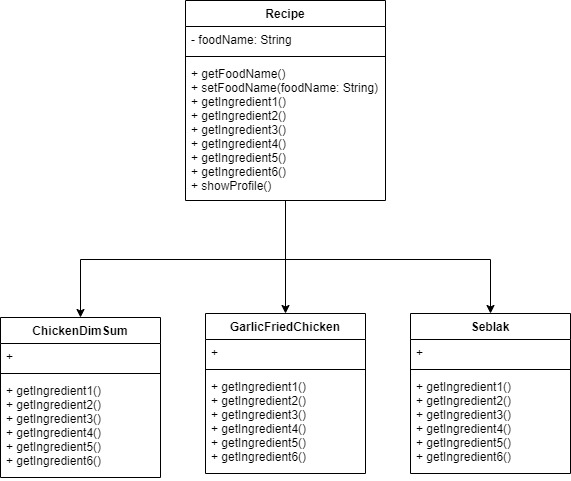 Recipe
- foodName: String
+ getFoodName()
+ setFoodName(foodName: String)
+ getIngredient1()
+ getIngredient2()
+ getIngredient3()
+ getIngredient4()
+ getIngredient5()
+ getIngredient6()
+ showProfile()
ChickenDimSum
+
+ getIngredient1()
+ getIngredient2()
+ getIngredient3()
+ getIngredient4()
+ getIngredient5()
+ getIngredient6()
GarlicFriedChicken
+
+ getIngredient1()
+ getIngredient2()
+ getIngredient3()
+ getIngredient4()
+ getIngredient5()
+ getIngredient6()
Seblak
+
+ getIngredient1()
+ getIngredient2()
+ getIngredient3()
+ getIngredient4()
+ getIngredient5()
+ getIngredient6()